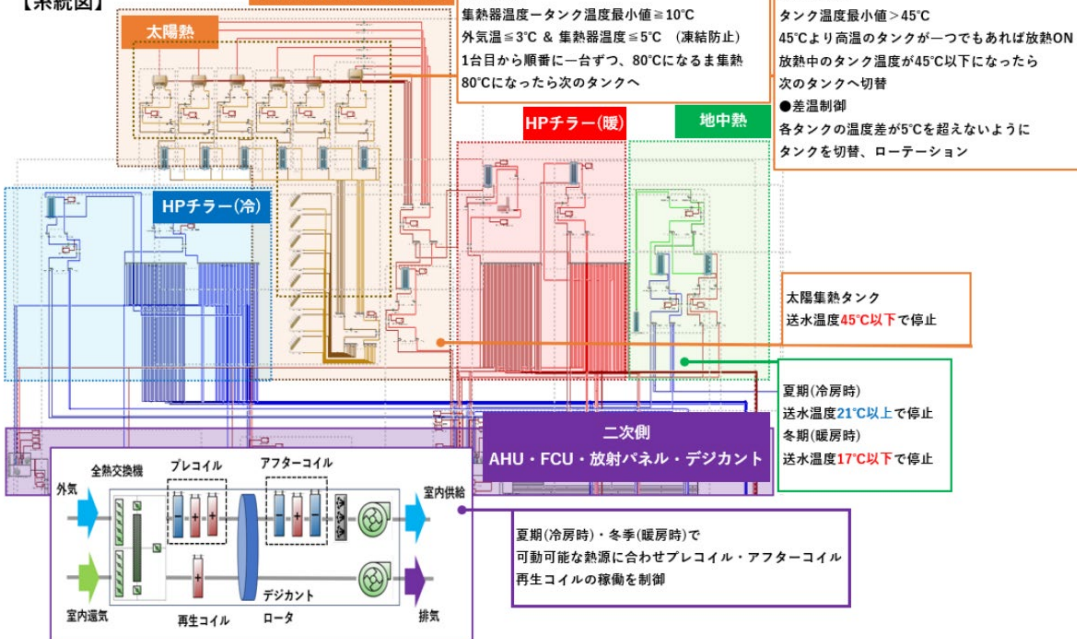 【系統図】
太陽熱
集熱器温度ータンク温度最小値≧10℃
外気温≦3℃ & 集熱器温度≦5℃ (凍結防止)
1台目から順番に一台ずつ、80℃になるま集熱
80℃になったら次のタンクへ
タンク温度最小値>45℃
45℃より高温のタンクが一つでもあれば放熱ON
放熱中のタンク温度が45℃以下になったら
次のタンクへ切替
●差温制御
各タンクの温度差が5℃を超えないように
タンクを切替、ローテーション
HPチラー(暖)
地中熱
HPチラー(冷)
太陽集熱タンク
送水温度45℃以下で停止
夏期(冷房時)
送水温度21℃以上で停止
冬期(暖房時)
送水温度17℃以下で停止
二次側
AHU・FCU・放射パネル・デジカント
全熱交換機
プレコイル
アフターコイル
外気
室内供給
室内還気
再生コイル
デジカント
ロータ
排気
夏期(冷房時)・冬季(暖房時)で
可動可能な熱源に合わせプレコイル・アフターコイル
再生コイルの稼働を制御